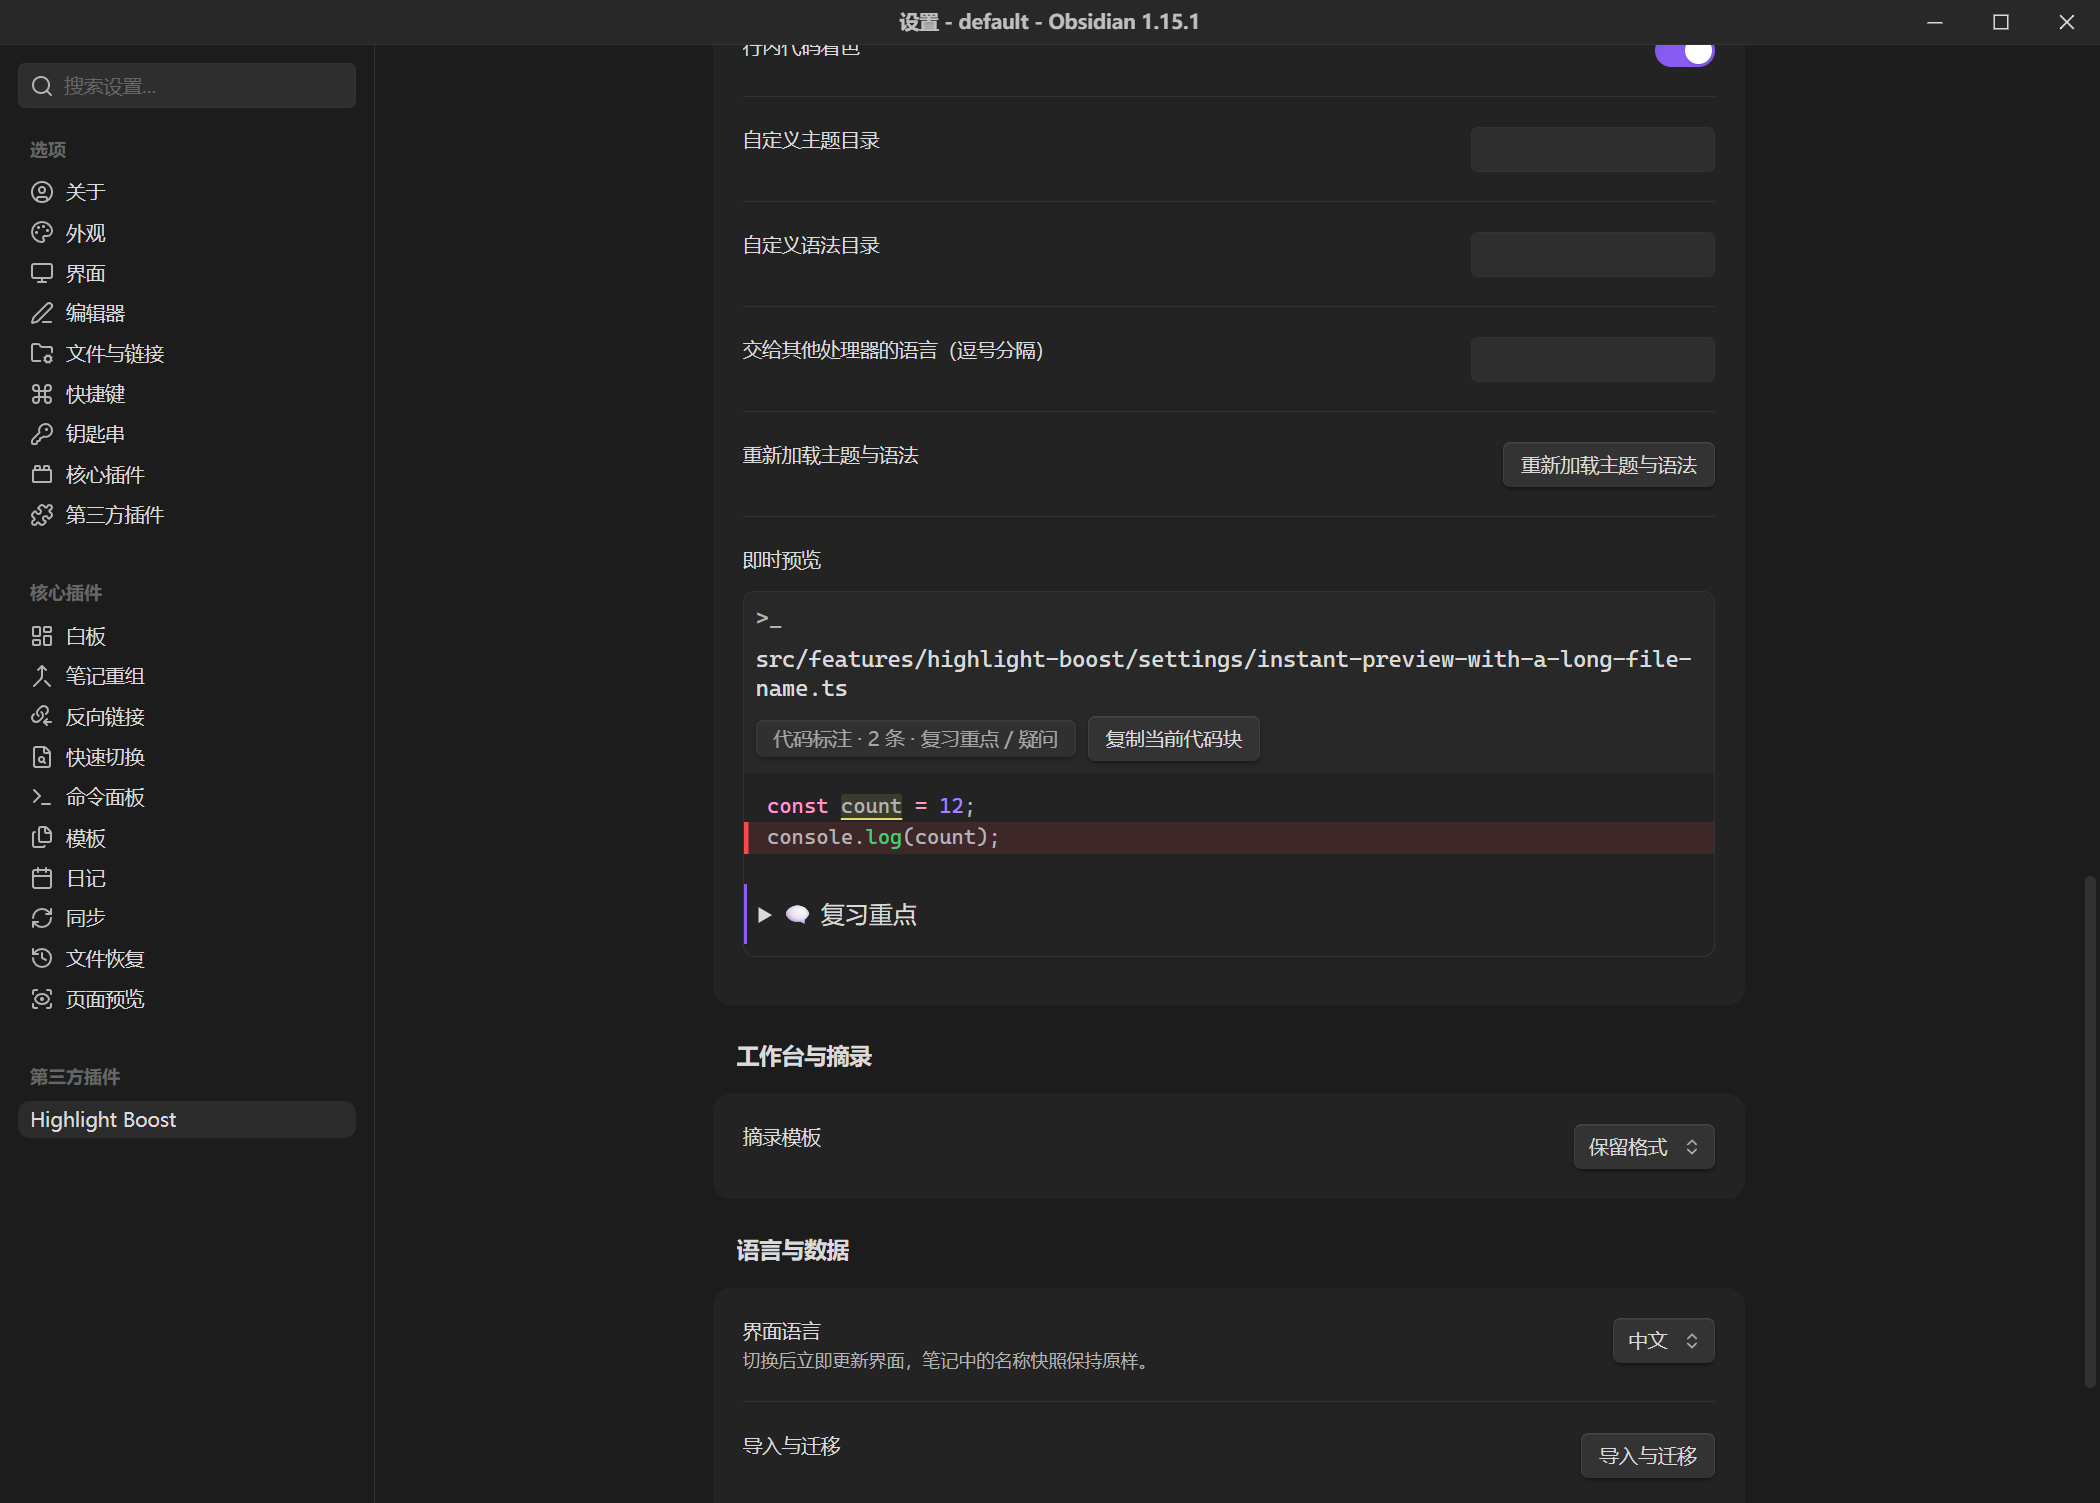 设置 - default - Obsidian 1.15.1
搜索设置...
选项
关于
外观
界面
编辑器
文件与链接
快捷键
钥匙串
核心插件
第三方插件
核心插件
白板
笔记重组
反向链接
快速切换
命令面板
模板
日记
同步
文件恢复
页面预览
第三方插件
Highlight Boost
行内代码着色
自定义主题目录
自定义语法目录
交给其他处理器的语言（逗号分隔）
重新加载主题与语法
重新加载主题与语法
即时预览
>_
src/features/highlight-boost/settings/instant-preview-with-a-long-file-
name.ts
代码标注 · 2 条 · 复习重点 / 疑问
复制当前代码块
const count = 12;
console.log(count);
复习重点
工作台与摘录
摘录模板
保留格式
语言与数据
界面语言
切换后立即更新界面，笔记中的名称快照保持原样。
中文
导入与迁移
导入与迁移